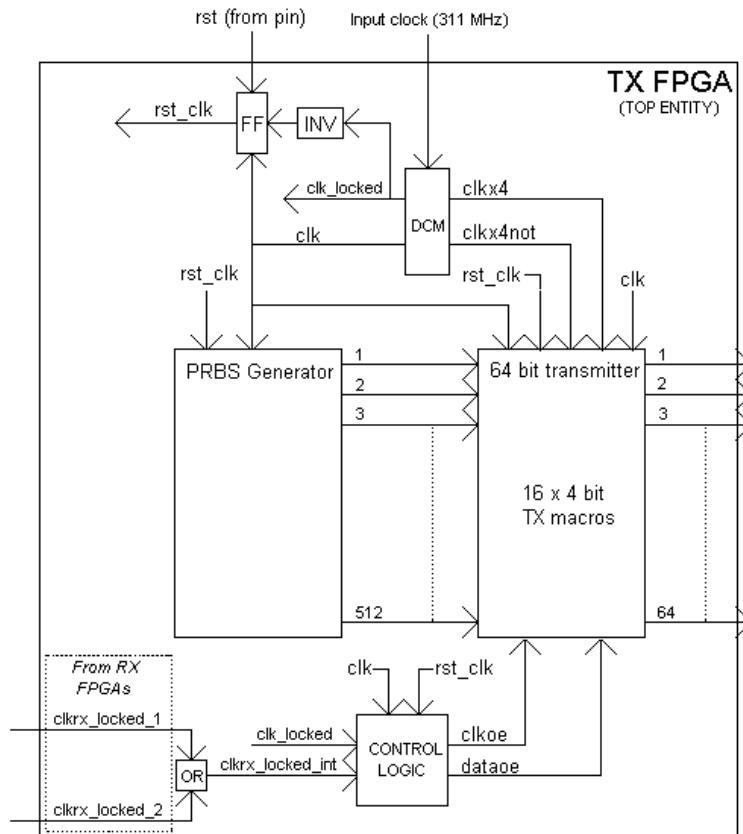 rst (from pin)
Input clock (311 MHz)
TX FPGA
(TOP ENTITY)
rst_clk
FF
INV
clk_locked
clkx4
DCM
clk
clkx4not
rst_clk
rst_clk
clk
PRBS Generator
1
64 bit transmitter
1
2
2
3
3
16 x 4 bit
TX macros
512
64
From RX
FPGAs
clk
rst_clk
clkrx_locked_1
clk_locked
CONTROL
LOGIC
clkoe
OR
clkrx_locked_int
dataoe
clkrx_locked_2